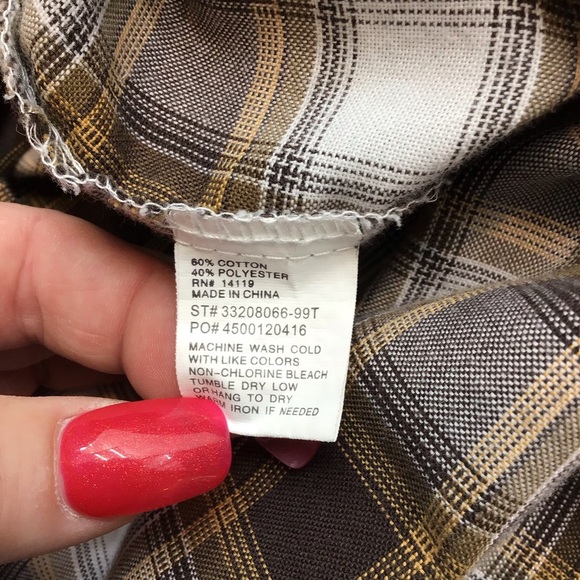 60% COTTON
40% POLYESTER
RN# 14119
MADE IN CHINA
ST# 33208066-99T
PO# 4500120416
MACHINE WASH COLD
WITH LIKE COLORS
NON-CHLORINE BLEACH
TUMBLE DRY LOW
OR HANG TO DRY
IRON IF NEEDED